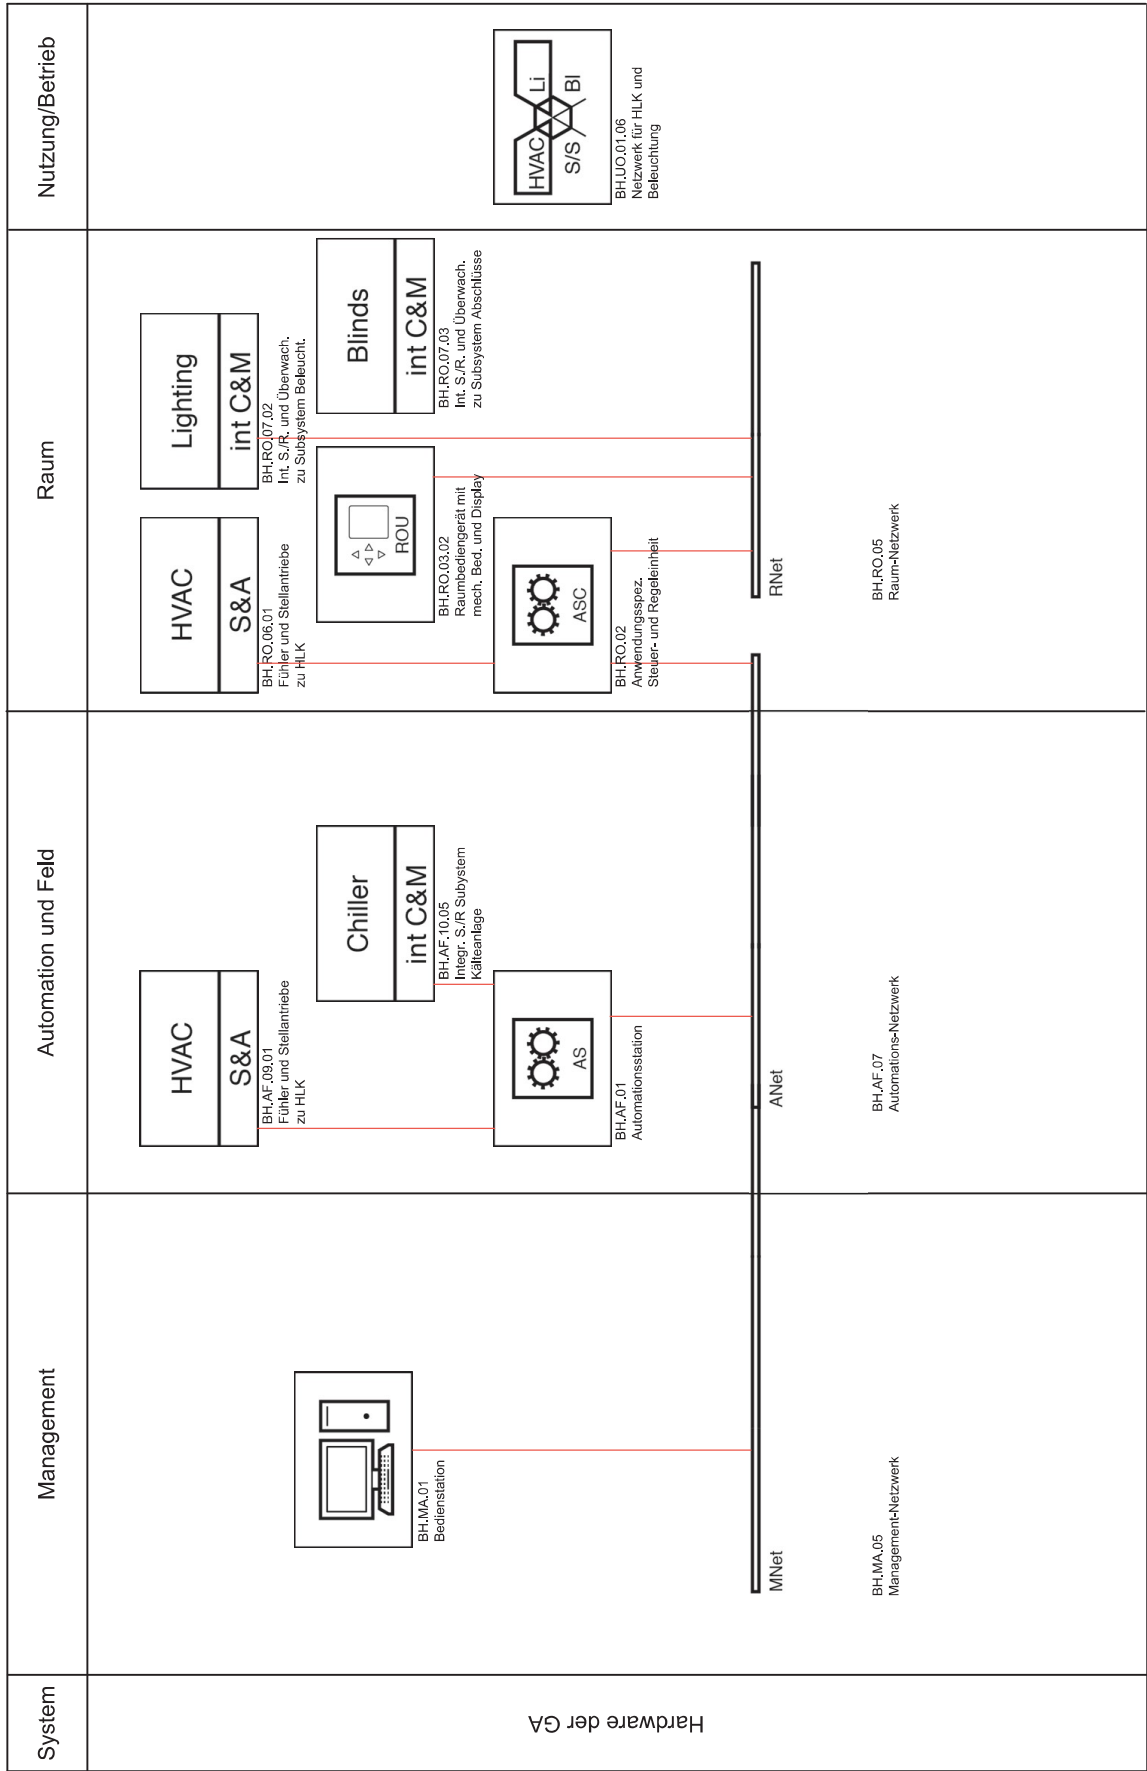 System
Management
Automation und Feld
Raum
Nutzung/Betrieb
Hardware der GA
BH.MA.01
Bedienstation
MNet
BH.MA.05
Management-Netzwerk
HVAC
S&A
BH.AF.09.01
Fühler und Stellantriebe
zu HLK
Chiller
int C&M
BH.AF.10.05
Integr. S./R Subystem
Kälteanlage
AS
BH.AF.01
Automationsstation
ANet
BH.AF.07
Automations-Netzwerk
HVAC
S&A
BH.RO.06.01
Fühler und Stellantriebe
zu HLK
Lighting
int C&M
BH.RO.07.02
Int. S./R. und Überwach.
zu Subsystem Beleucht.
ROU
BH.RO.03.02
Raumbediengerät mit
mech. Bed. und Display
Blinds
int C&M
BH.RO.07.03
Int. S./R. und Überwach.
zu Subsystem Abschlüsse
ASC
BH.RO.02
Anwendungsspez.
Steuer- und Regeleinheit
RNet
BH.RO.05
Raum-Netzwerk
HVAC Li
S/S Bl
BH.UO.01.06
Netzwerk für HLK und
Beleuchtung